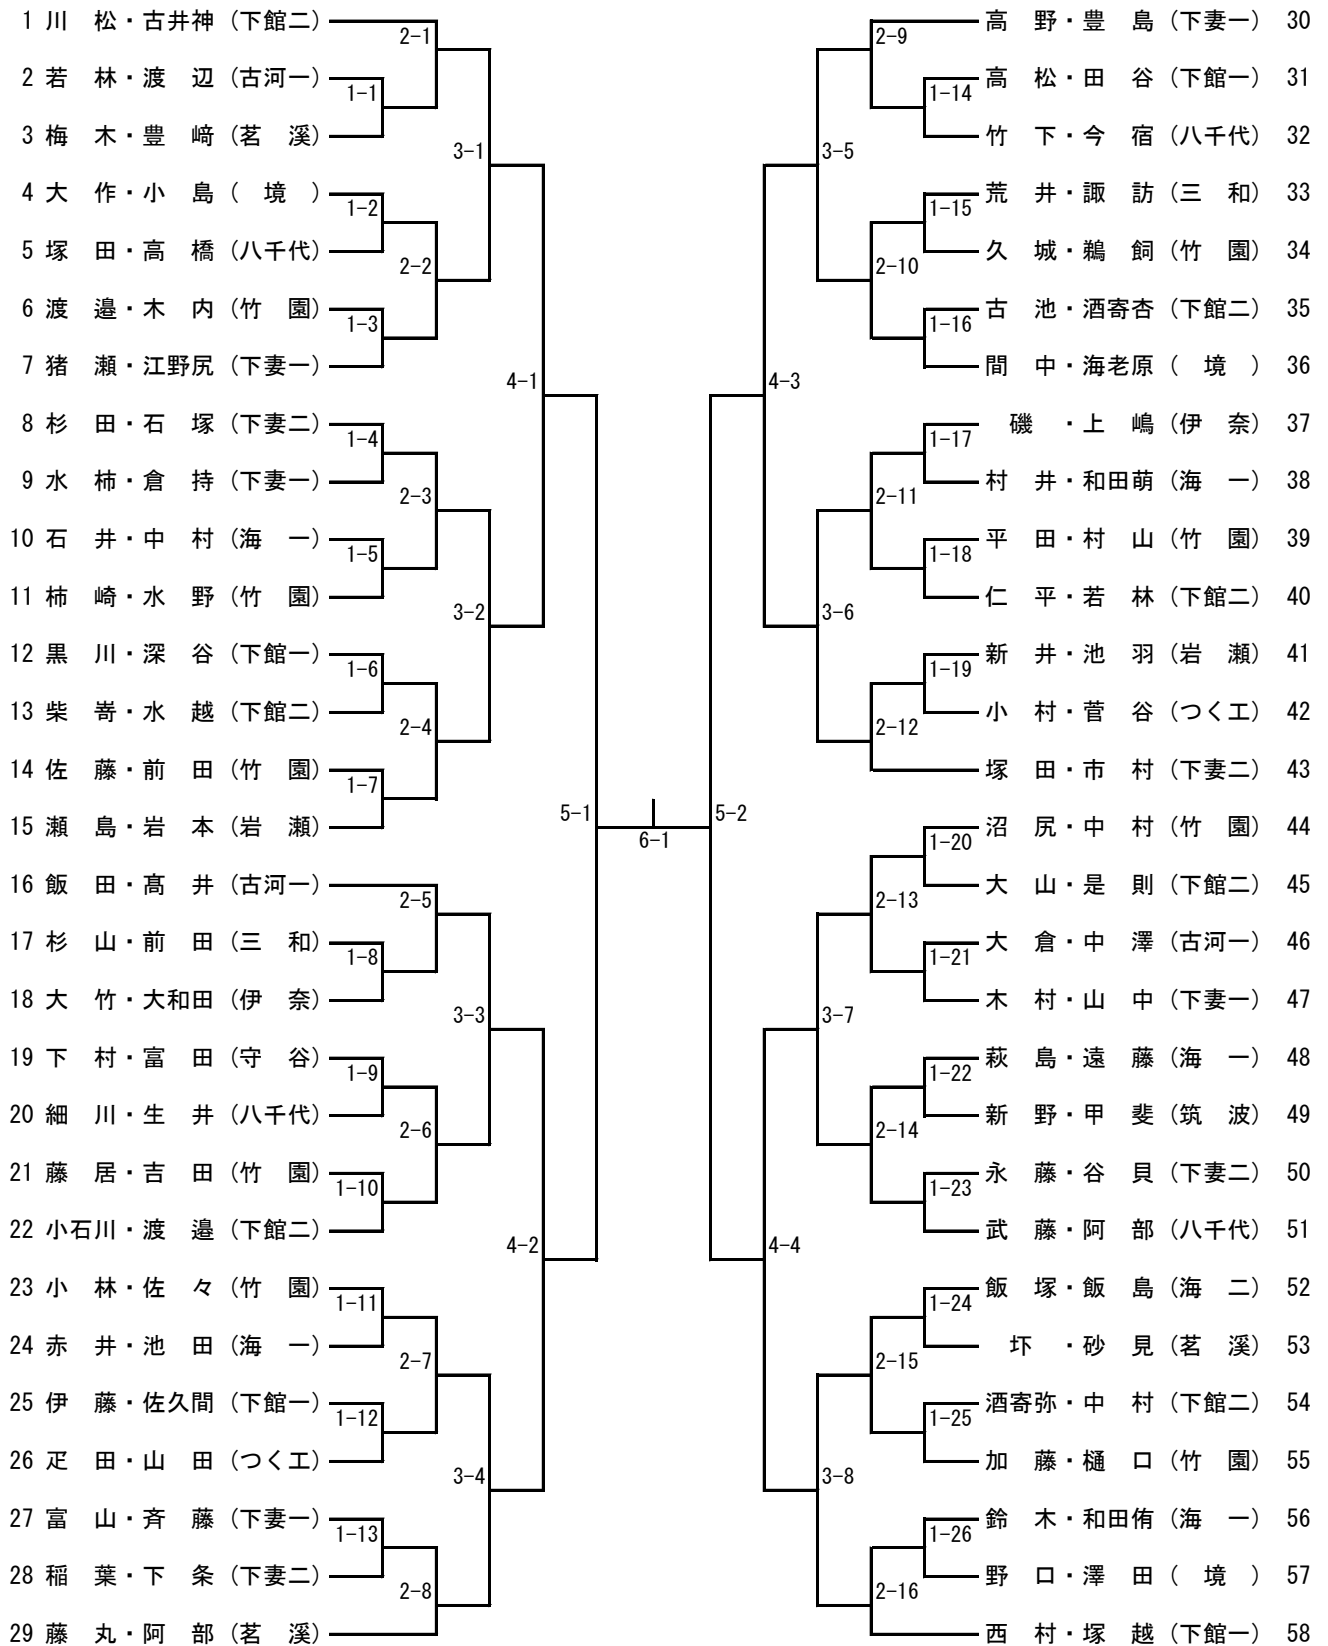 1 川　松・古井神（下館二）
2 若　林・渡　辺（古河一）
3 梅　木・豊　﨑（茗　溪）
4 大　作・小　島（　境　）
5 塚　田・高　橋（八千代）
6 渡　邉・木　内（竹　園）
7 猪　瀬・江野尻（下妻一）
8 杉　田・石　塚（下妻二）
9 水　柿・倉　持（下妻一）
10 石　井・中　村（海　一）
11 柿　崎・水　野（竹　園）
12 黒　川・深　谷（下館一）
13 柴　嵜・水　越（下館二）
14 佐　藤・前　田（竹　園）
15 瀬　島・岩　本（岩　瀬）
16 飯　田・髙　井（古河一）
17 杉　山・前　田（三　和）
18 大　竹・大和田（伊　奈）
19 下　村・富　田（守　谷）
20 細　川・生　井（八千代）
21 藤　居・吉　田（竹　園）
22 小石川・渡　邉（下館二）
23 小　林・佐　々（竹　園）
24 赤　井・池　田（海　一）
25 伊　藤・佐久間（下館一）
26 疋　田・山　田（つく工）
27 富　山・斉　藤（下妻一）
28 稲　葉・下　条（下妻二）
29 藤　丸・阿　部（茗　溪）
1-1
1-2
1-3
1-4
1-5
1-6
1-7
1-8
1-9
1-10
1-11
1-12
1-13
2-1
2-2
2-3
2-4
2-5
2-6
2-7
2-8
3-1
3-2
3-3
3-4
4-1
4-2
5-1
6-1
5-2
4-3
4-4
3-5
3-6
3-7
3-8
2-9
2-10
2-11
2-12
2-13
2-14
2-15
2-16
1-14
1-15
1-16
1-17
1-18
1-19
1-20
1-21
1-22
1-23
1-24
1-25
1-26
高　野・豊　島（下妻一） 30
高　松・田　谷（下館一） 31
竹　下・今　宿（八千代） 32
荒　井・諏　訪（三　和） 33
久　城・鵜　飼（竹　園） 34
古　池・酒寄杏（下館二） 35
間　中・海老原（　境　） 36
磯　・上　嶋（伊　奈） 37
村　井・和田萌（海　一） 38
平　田・村　山（竹　園） 39
仁　平・若　林（下館二） 40
新　井・池　羽（岩　瀬） 41
小　村・菅　谷（つく工） 42
塚　田・市　村（下妻二） 43
沼　尻・中　村（竹　園） 44
大　山・是　則（下館二） 45
大　倉・中　澤（古河一） 46
木　村・山　中（下妻一） 47
萩　島・遠　藤（海　一） 48
新　野・甲　斐（筑　波） 49
永　藤・谷　貝（下妻二） 50
武　藤・阿　部（八千代） 51
飯　塚・飯　島（海　二） 52
圷　・砂　見（茗　溪） 53
酒寄弥・中　村（下館二） 54
加　藤・樋　口（竹　園） 55
鈴　木・和田侑（海　一） 56
野　口・澤　田（　境　） 57
西　村・塚　越（下館一） 58